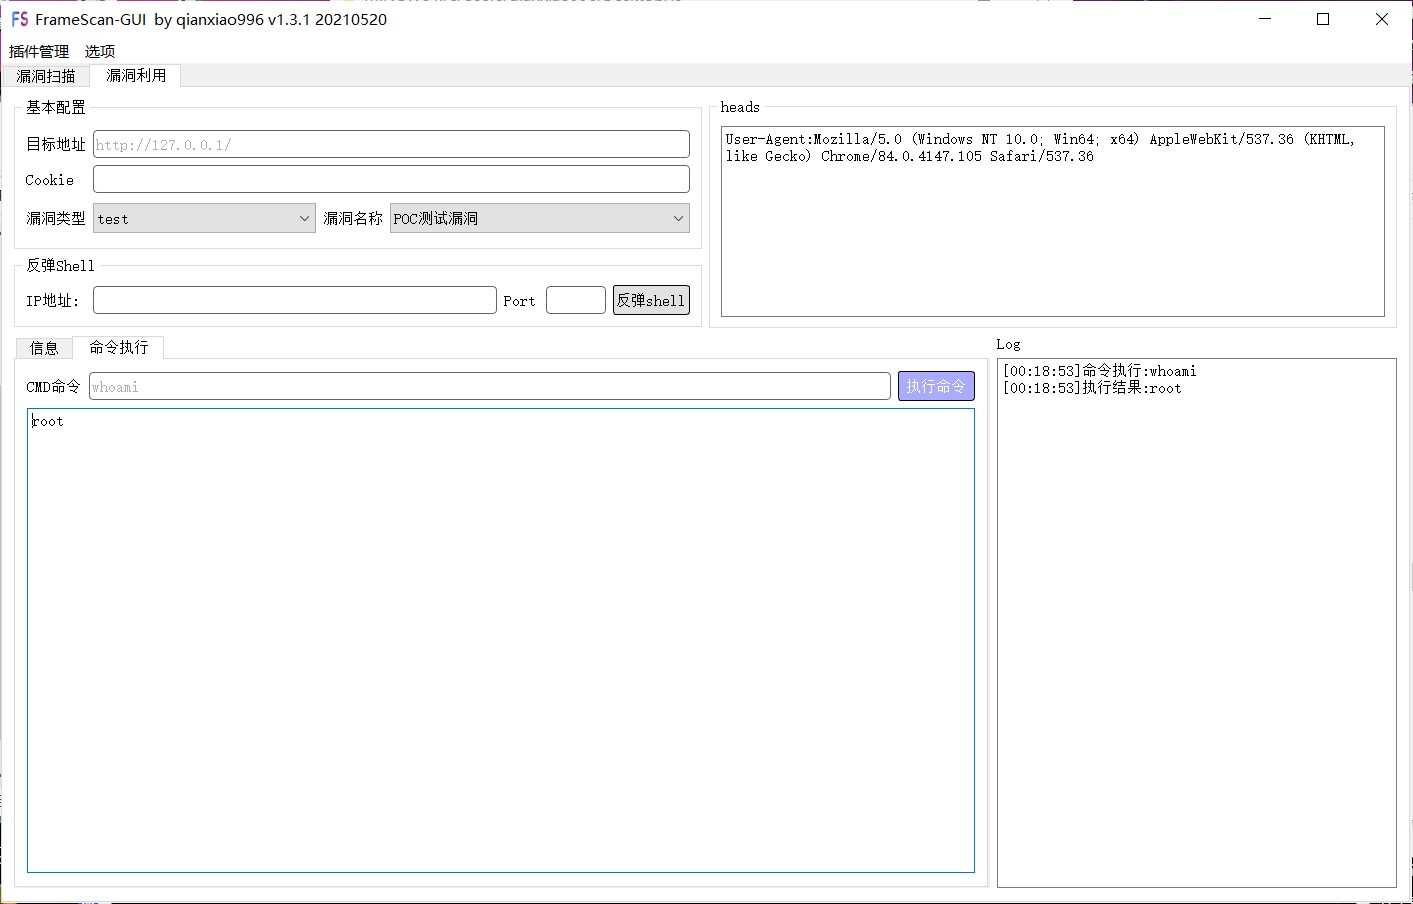 FS FrameScan-GUI by qianxiao996 v1.3.1 20210520
插件管理 选项
漏洞扫描 漏洞利用
基本配置
目标地址 http://127.0.0.1/
Cookie
漏洞类型 test 漏洞名称 POC测试漏洞
反弹Shell
IP地址: Port 反弹shell
heads
User-Agent:Mozilla/5.0 (Windows NT 10.0; Win64; x64) AppleWebKit/537.36 (KHTML,
like Gecko) Chrome/84.0.4147.105 Safari/537.36
信息 命令执行
CMD命令 whoami 执行命令
root
Log
[00:18:53]命令执行:whoami
[00:18:53]执行结果:root